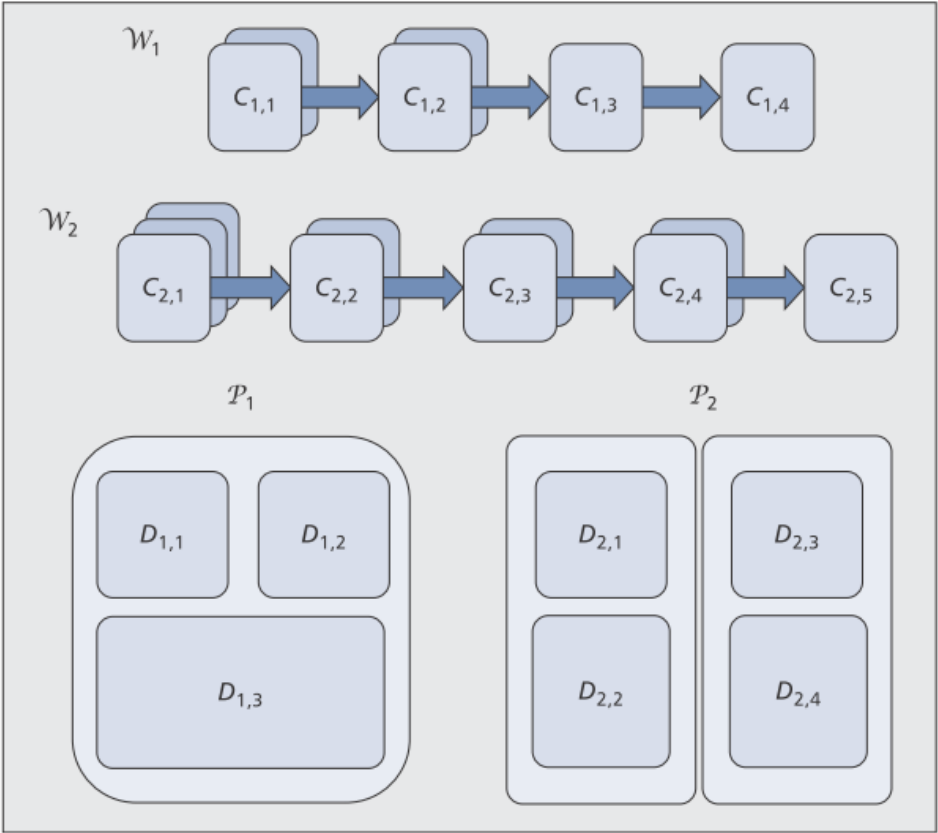 𝒲1
C1,1 C1,2 C1,3 C1,4
𝒲2
C2,1 C2,2 C2,3 C2,4 C2,5
𝒫1 𝒫2
D1,1 D1,2 D2,1 D2,3
D1,3 D2,2 D2,4